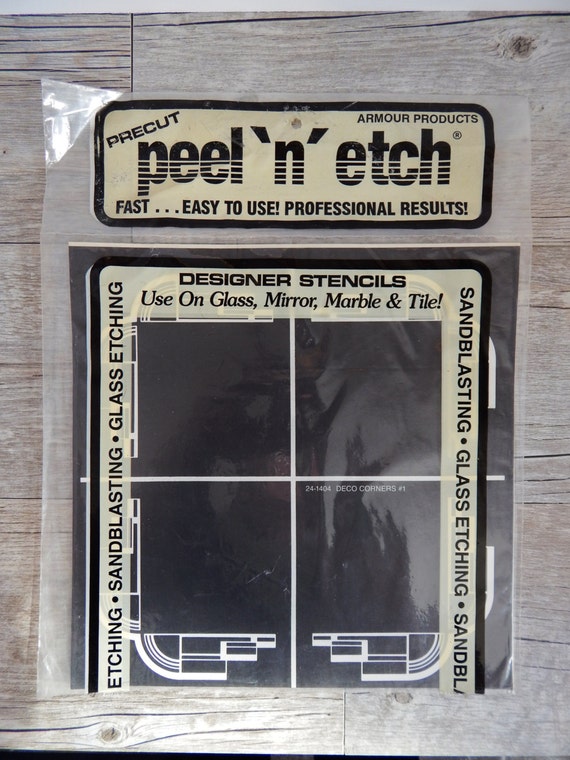 PRECUT
ARMOUR PRODUCTS
peel 'n' etch®
FAST . . . EASY TO USE! PROFESSIONAL RESULTS!
DESIGNER STENCILS
Use On Glass, Mirror, Marble & Tile!
ETCHING • SANDBLASTING • GLASS ETCHING
SANDBLASTING • GLASS ETCHING • SANDBLA
24-1404 DECO CORNERS #1